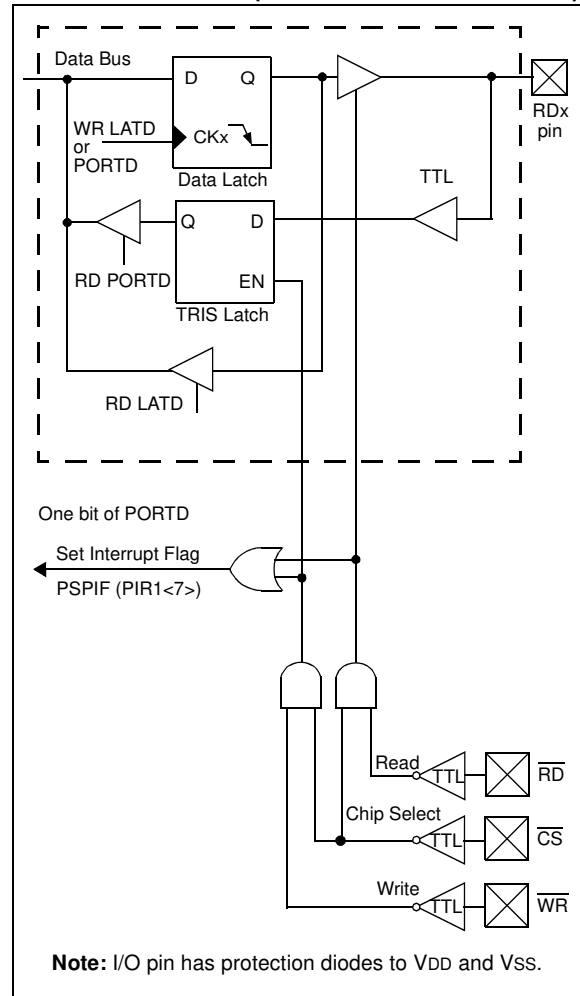 Data Bus
D Q
RDx
pin
WR LATD
or
PORTD
CKx
Data Latch
TTL
Q D
RD PORTD
EN
TRIS Latch
RD LATD
One bit of PORTD
Set Interrupt Flag
PSPIF (PIR1<7>)
Read
TTL
RD
Chip Select
TTL
CS
Write
TTL
WR
Note: I/O pin has protection diodes to VDD and VSS.